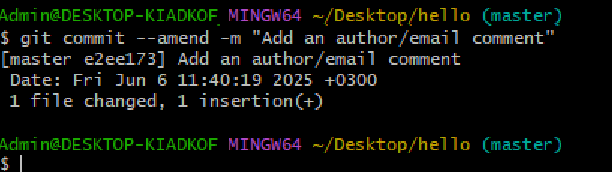 Admin@DESKTOP-KIADKOF MINGW64 ~/Desktop/hello (master)
$ git commit --amend -m "Add an author/email comment"
[master e2ee173] Add an author/email comment
 Date: Fri Jun 6 11:40:19 2025 +0300
 1 file changed, 1 insertion(+)

Admin@DESKTOP-KIADKOF MINGW64 ~/Desktop/hello (master)
$